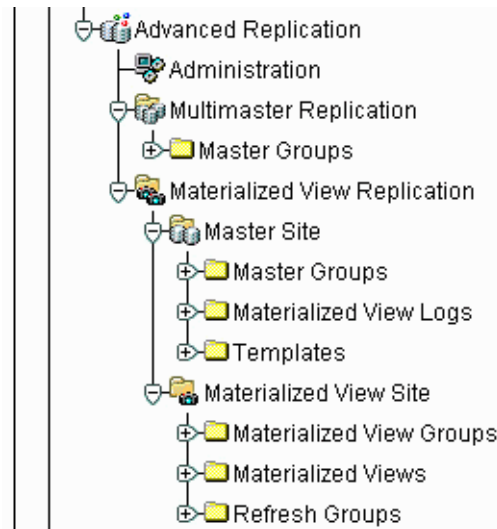 Advanced Replication
Administration
Multimaster Replication
Master Groups
Materialized View Replication
Master Site
Master Groups
Materialized View Logs
Templates
Materialized View Site
Materialized View Groups
Materialized Views
Refresh Groups